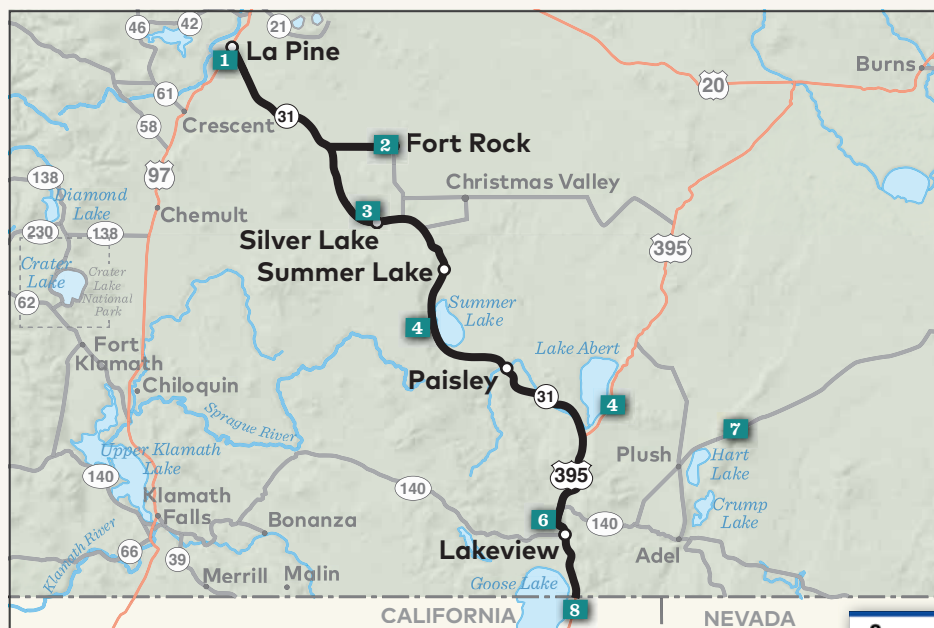 46
42
21
1
La Pine
Burns
20
61
31
58
Crescent
2
Fort Rock
97
138
Christmas Valley
Diamond
Lake
3
Chemult
230
138
Silver Lake
395
Summer Lake
Crater
Lake
Crater
Lake
National
Park
62
Summer
Lake
4
Fort
Klamath
Lake Abert
Chiloquin
Paisley
31
4
Sprague River
7
Upper Klamath
Lake
Plush
Hart
Lake
140
395
140
Klamath
Falls
Crump
Lake
6
140
Bonanza
Lakeview
Adel
Klamath River
66
39
Merrill
Malin
Goose Lake
8
CALIFORNIA
NEVADA